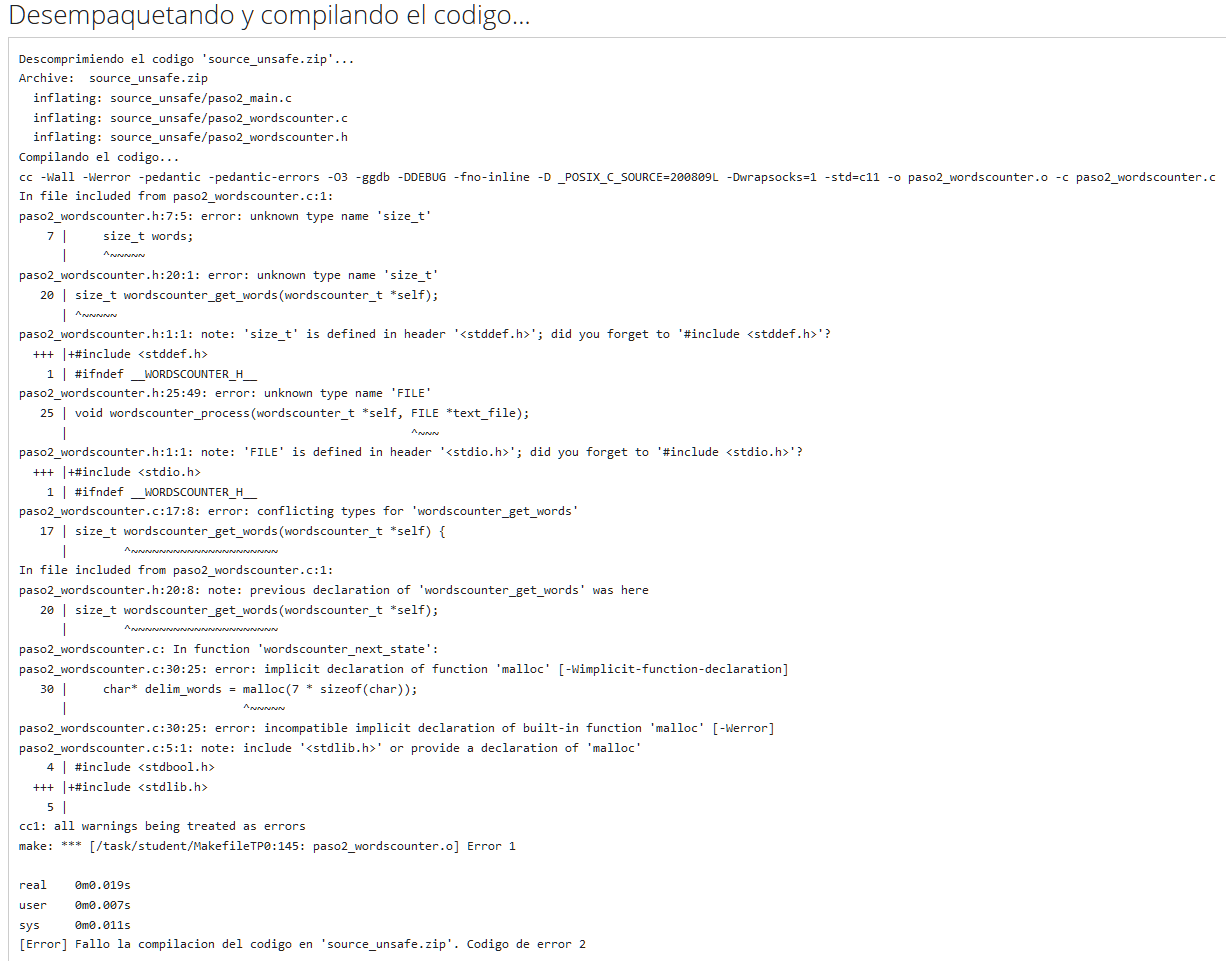 Desempaquetando y compilando el codigo...
Descomprimiendo el codigo 'source_unsafe.zip'...
Archive:  source_unsafe.zip
  inflating: source_unsafe/paso2_main.c
  inflating: source_unsafe/paso2_wordscounter.c
  inflating: source_unsafe/paso2_wordscounter.h
Compilando el codigo...
cc -Wall -Werror -pedantic -pedantic-errors -O3 -ggdb -DDEBUG -fno-inline -D _POSIX_C_SOURCE=200809L -Dwrapsocks=1 -std=c11 -o paso2_wordscounter.o -c paso2_wordscounter.c
In file included from paso2_wordscounter.c:1:
paso2_wordscounter.h:7:5: error: unknown type name 'size_t'
    7 |     size_t words;
      |     ^~~~~~
paso2_wordscounter.h:20:1: error: unknown type name 'size_t'
   20 | size_t wordscounter_get_words(wordscounter_t *self);
      | ^~~~~~
paso2_wordscounter.h:1:1: note: 'size_t' is defined in header '<stddef.h>'; did you forget to '#include <stddef.h>'?
  +++ |+#include <stddef.h>
    1 | #ifndef __WORDSCOUNTER_H__
paso2_wordscounter.h:25:49: error: unknown type name 'FILE'
   25 | void wordscounter_process(wordscounter_t *self, FILE *text_file);
      |                                                 ^~~~
paso2_wordscounter.h:1:1: note: 'FILE' is defined in header '<stdio.h>'; did you forget to '#include <stdio.h>'?
  +++ |+#include <stdio.h>
    1 | #ifndef __WORDSCOUNTER_H__
paso2_wordscounter.c:17:8: error: conflicting types for 'wordscounter_get_words'
   17 | size_t wordscounter_get_words(wordscounter_t *self) {
      |        ^~~~~~~~~~~~~~~~~~~~~~
In file included from paso2_wordscounter.c:1:
paso2_wordscounter.h:20:8: note: previous declaration of 'wordscounter_get_words' was here
   20 | size_t wordscounter_get_words(wordscounter_t *self);
      |        ^~~~~~~~~~~~~~~~~~~~~~
paso2_wordscounter.c: In function 'wordscounter_next_state':
paso2_wordscounter.c:30:25: error: implicit declaration of function 'malloc' [-Wimplicit-function-declaration]
   30 |     char* delim_words = malloc(7 * sizeof(char));
      |                         ^~~~~~
paso2_wordscounter.c:30:25: error: incompatible implicit declaration of built-in function 'malloc' [-Werror]
paso2_wordscounter.c:5:1: note: include '<stdlib.h>' or provide a declaration of 'malloc'
    4 | #include <stdbool.h>
  +++ |+#include <stdlib.h>
    5 |
cc1: all warnings being treated as errors
make: *** [/task/student/MakefileTP0:145: paso2_wordscounter.o] Error 1
real    0m0.019s
user    0m0.007s
sys     0m0.011s
[Error] Fallo la compilacion del codigo en 'source_unsafe.zip'. Codigo de error 2